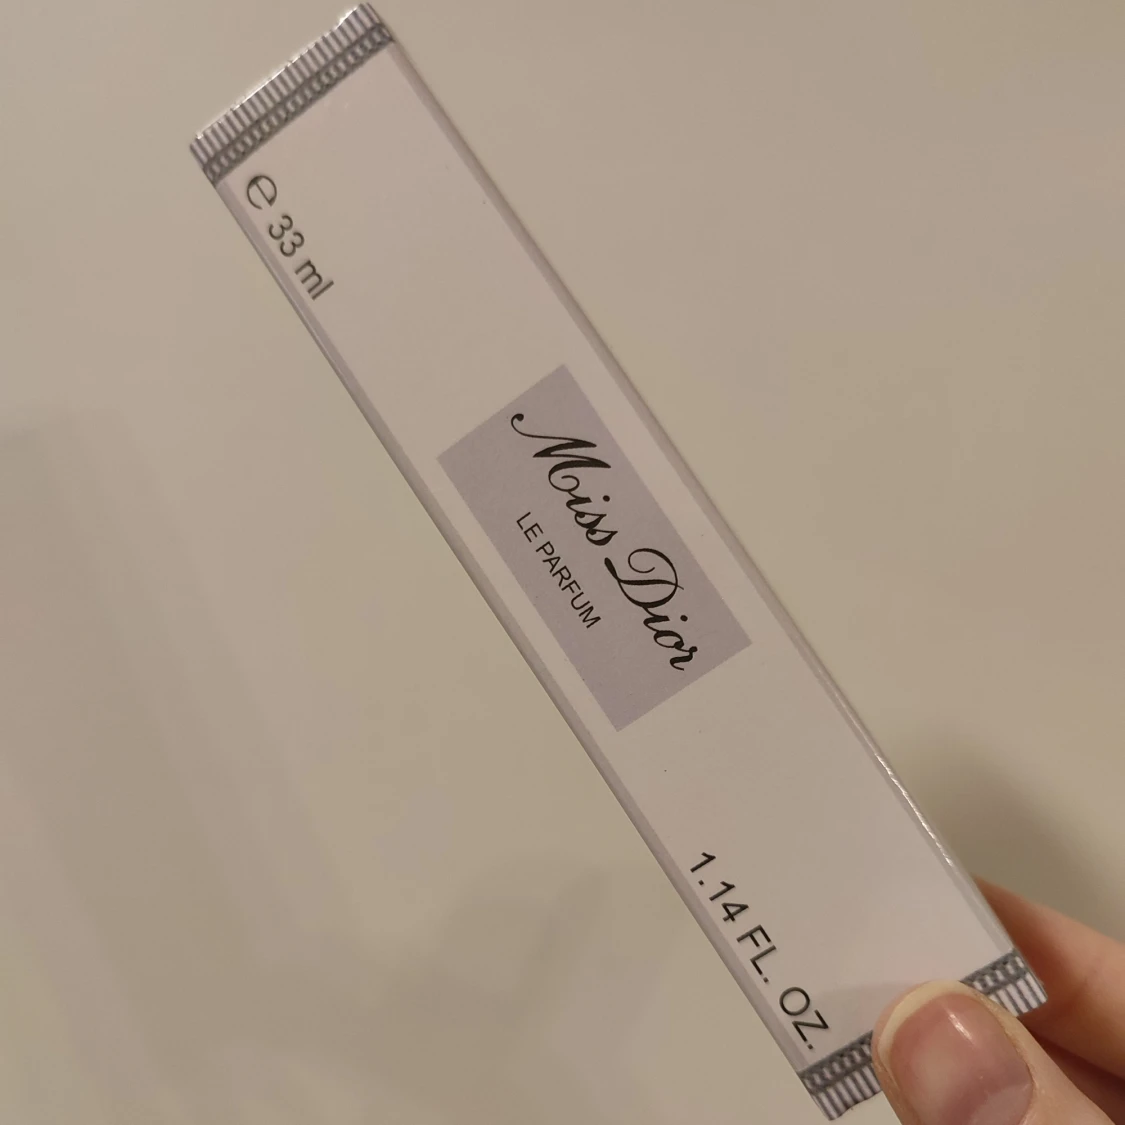 ℮ 33 ml
Miss Dior
LE PARFUM
1.14 FL. OZ.